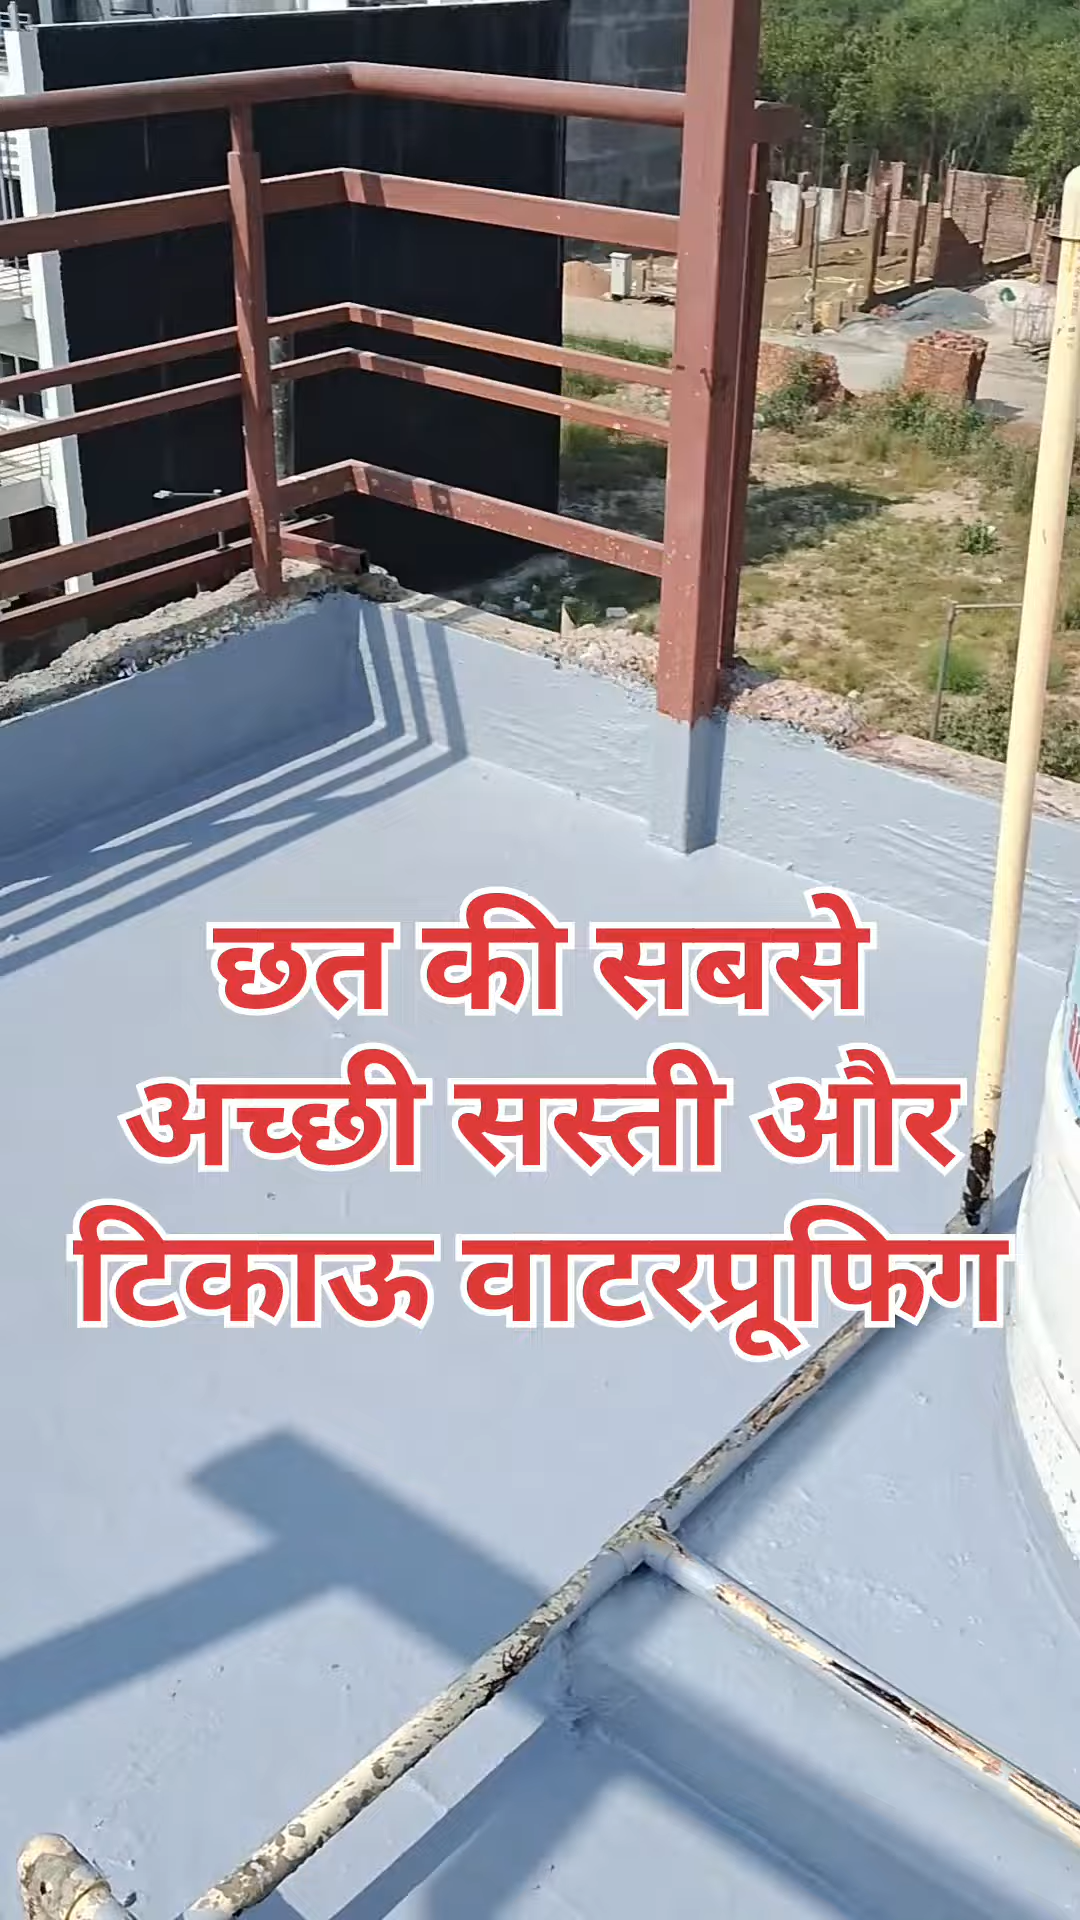 छत की सबसे
अच्छी सस्ती और
टिकाऊ वाटरप्रूफिग